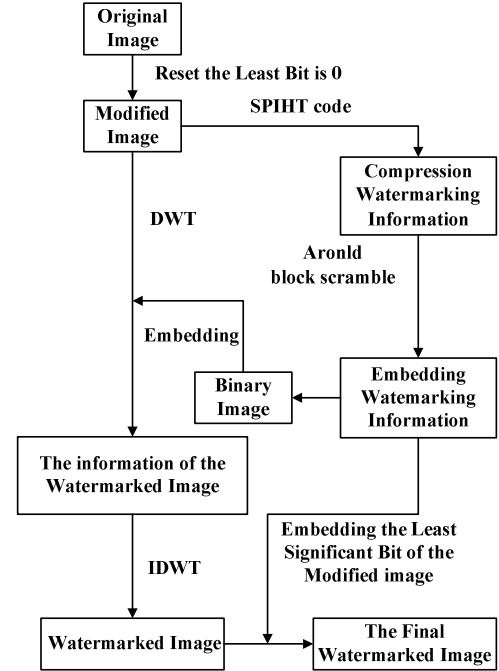 Original
Image
Reset the Least Bit is 0
SPIHT code
Modified
Image
Compression
Watermarking
Information
DWT
Aronld
block scramble
Embedding
Binary
Image
Embedding
Watemarking
Information
The information of the
Watermarked Image
Embedding the Least
Significant Bit of the
Modified image
IDWT
Watermarked Image
The Final
Watermarked Image